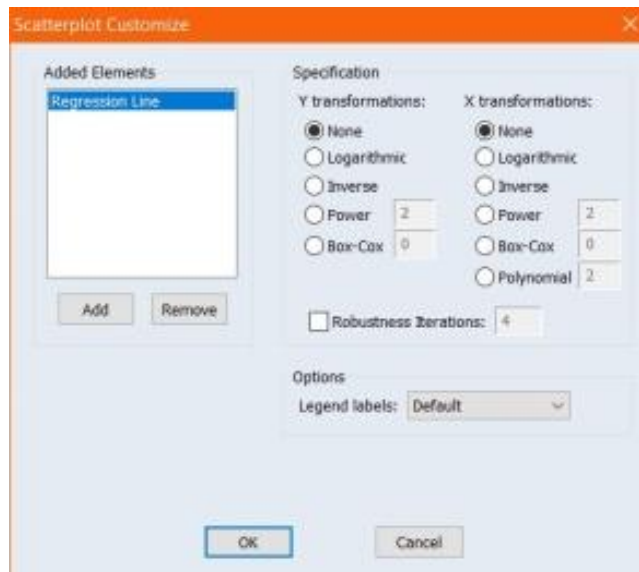 Scatterplot Customize
Added Elements
Regression Line
Add
Remove
Specification
Y transformations:
None
Logarithmic
Inverse
Power 2
Box-Cox 0
X transformations:
None
Logarithmic
Inverse
Power 2
Box-Cox 0
Polynomial 2
Robustness Iterations: 4
Options
Legend labels: Default
OK
Cancel